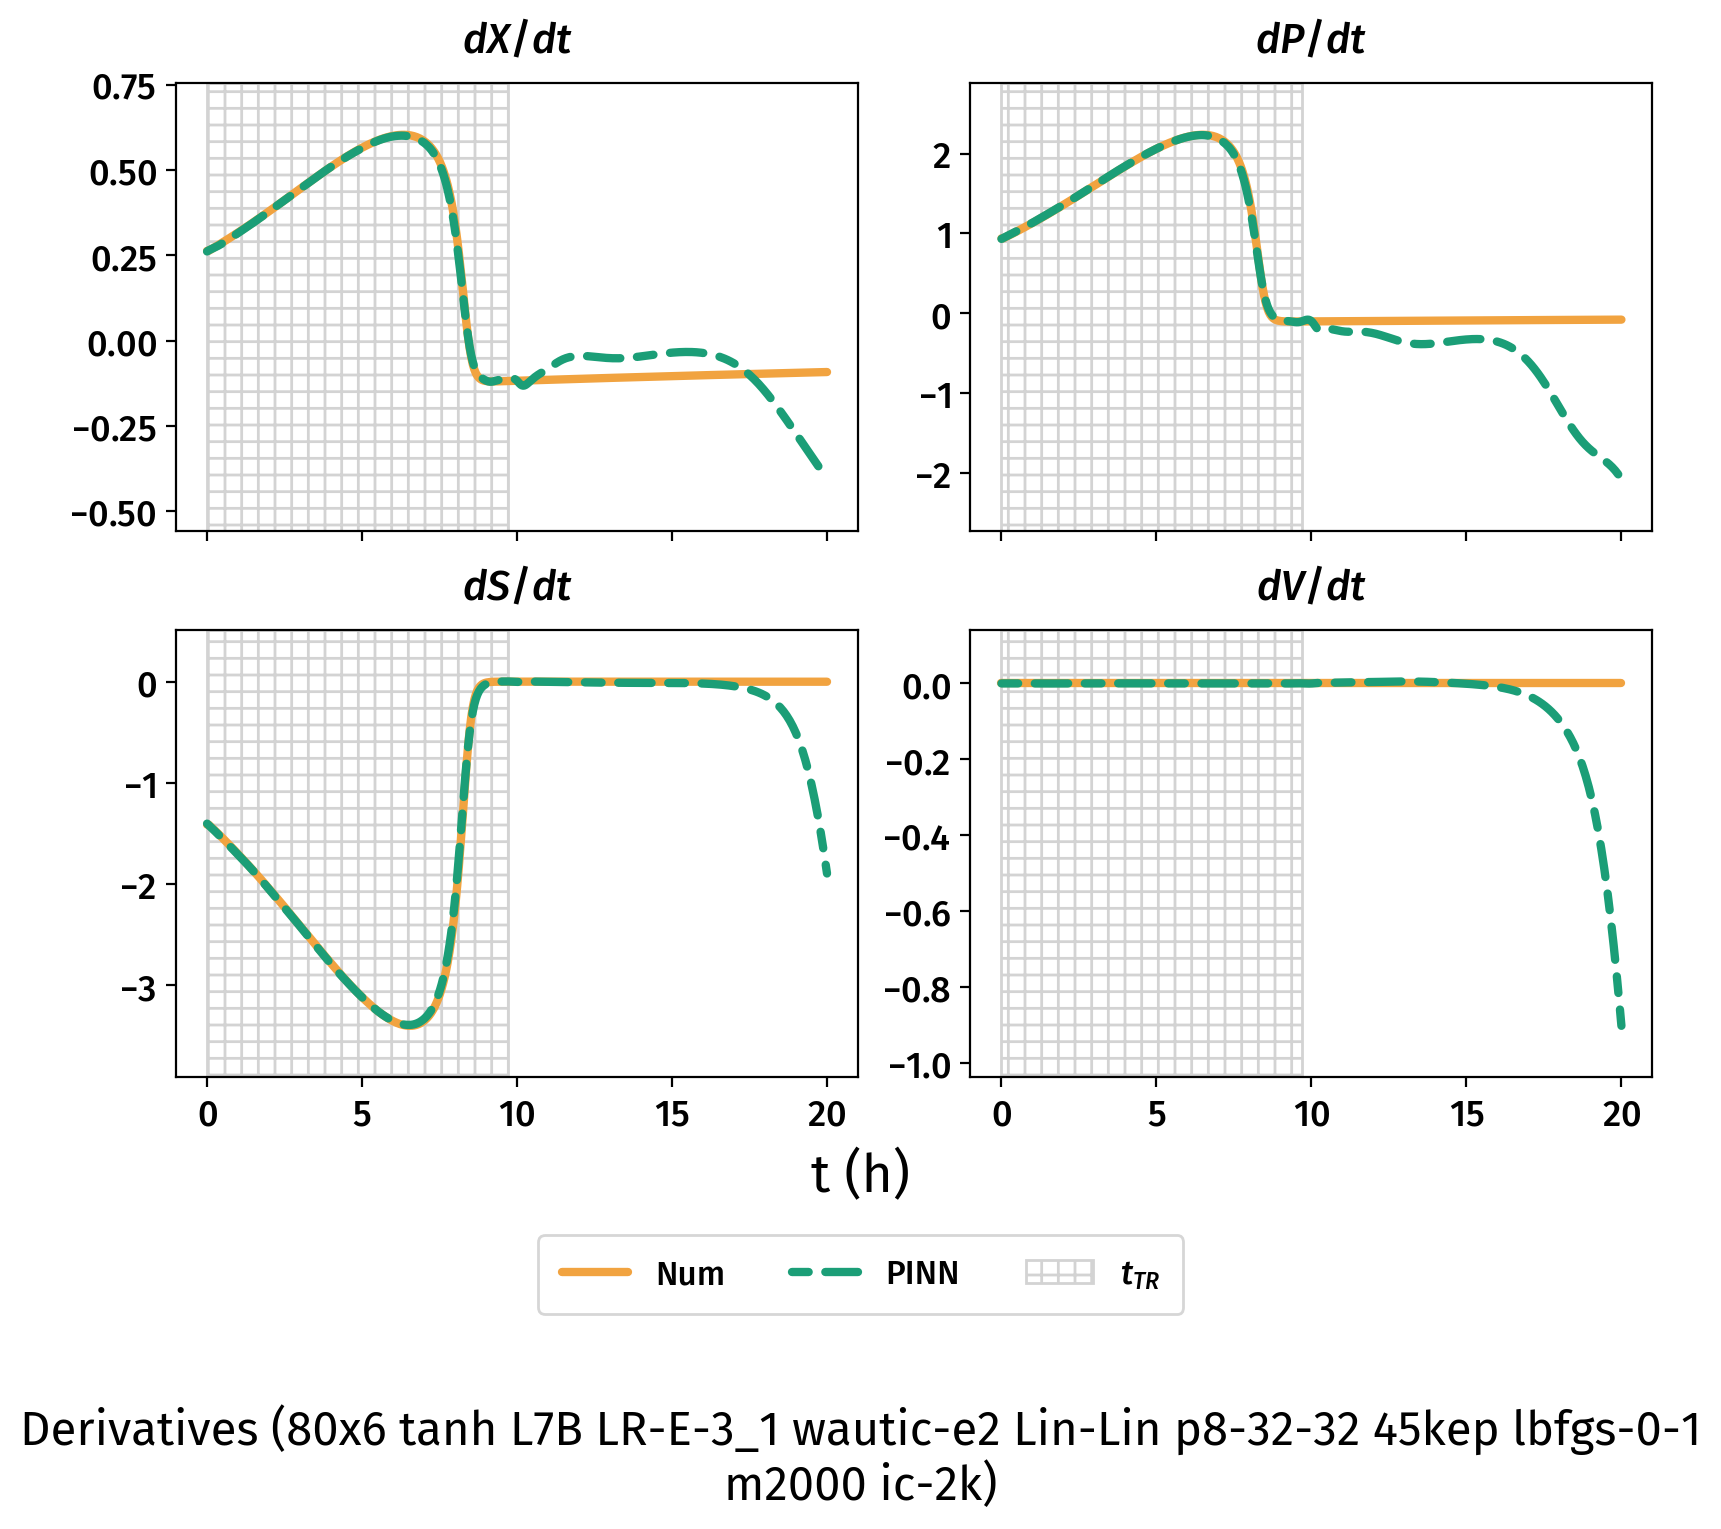 dX/dt
dP/dt
0.75
0.50
0.25
0.00
−0.25
−0.50
2
1
0
−1
−2
dS/dt
dV/dt
0
−1
−2
−3
0.0
−0.2
−0.4
−0.6
−0.8
−1.0
0 5 10 15 20
0 5 10 15 20
t (h)
Num PINN tTR
Derivatives (80x6 tanh L7B LR-E-3_1 wautic-e2 Lin-Lin p8-32-32 45kep lbfgs-0-1
m2000 ic-2k)